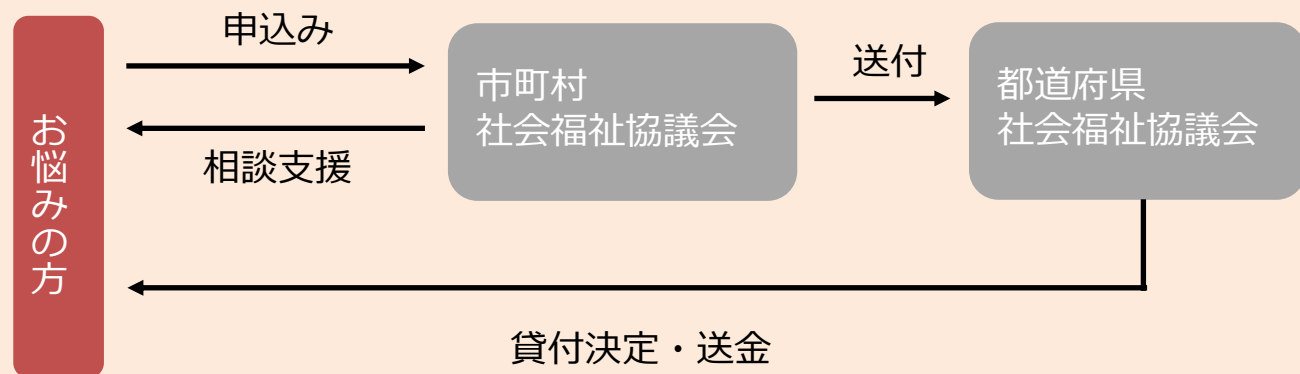 お悩みの方
申込み
相談支援
市町村
社会福祉協議会
送付
都道府県
社会福祉協議会
貸付決定・送金